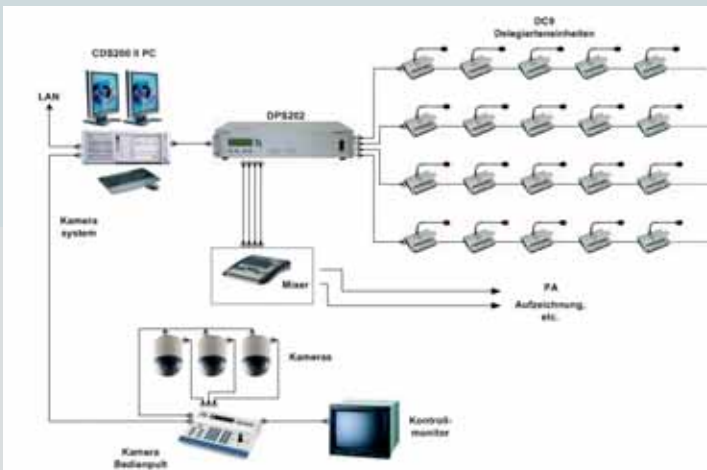 DC9
Delegierteneinheiten
CDS200 II PC
LAN
DPS202
Kamera
system
Mixer
PA
Aufzeichnung,
etc.
Kameras
Kontroll-
monitor
Kamera
Bedienpult